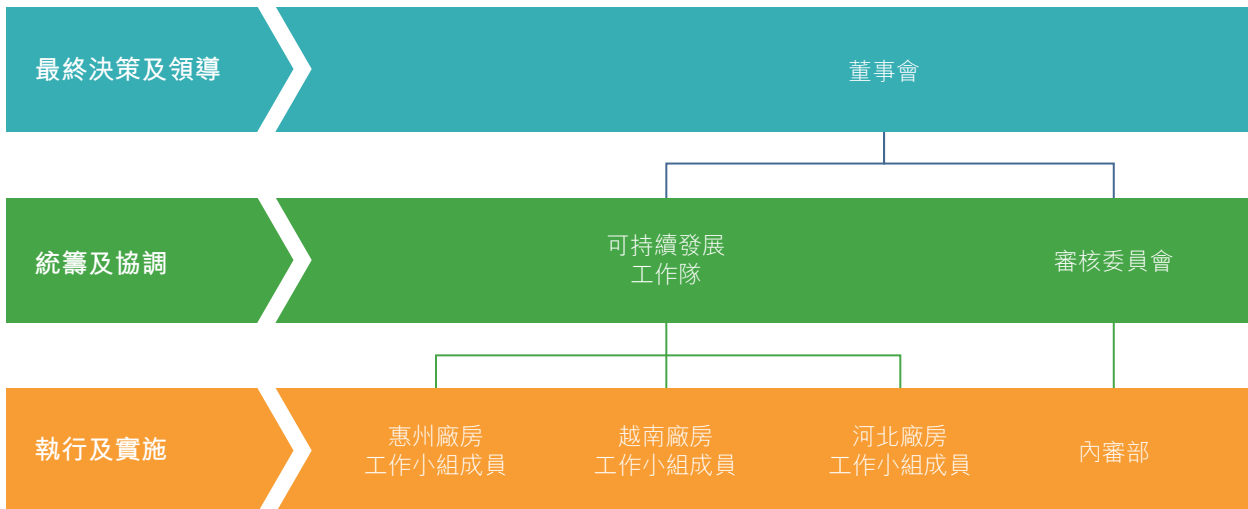 最終決策及領導
董事會
統籌及協調
可持續發展
工作隊
審核委員會
執行及實施
惠州廠房
工作小組成員
越南廠房
工作小組成員
河北廠房
工作小組成員
內審部